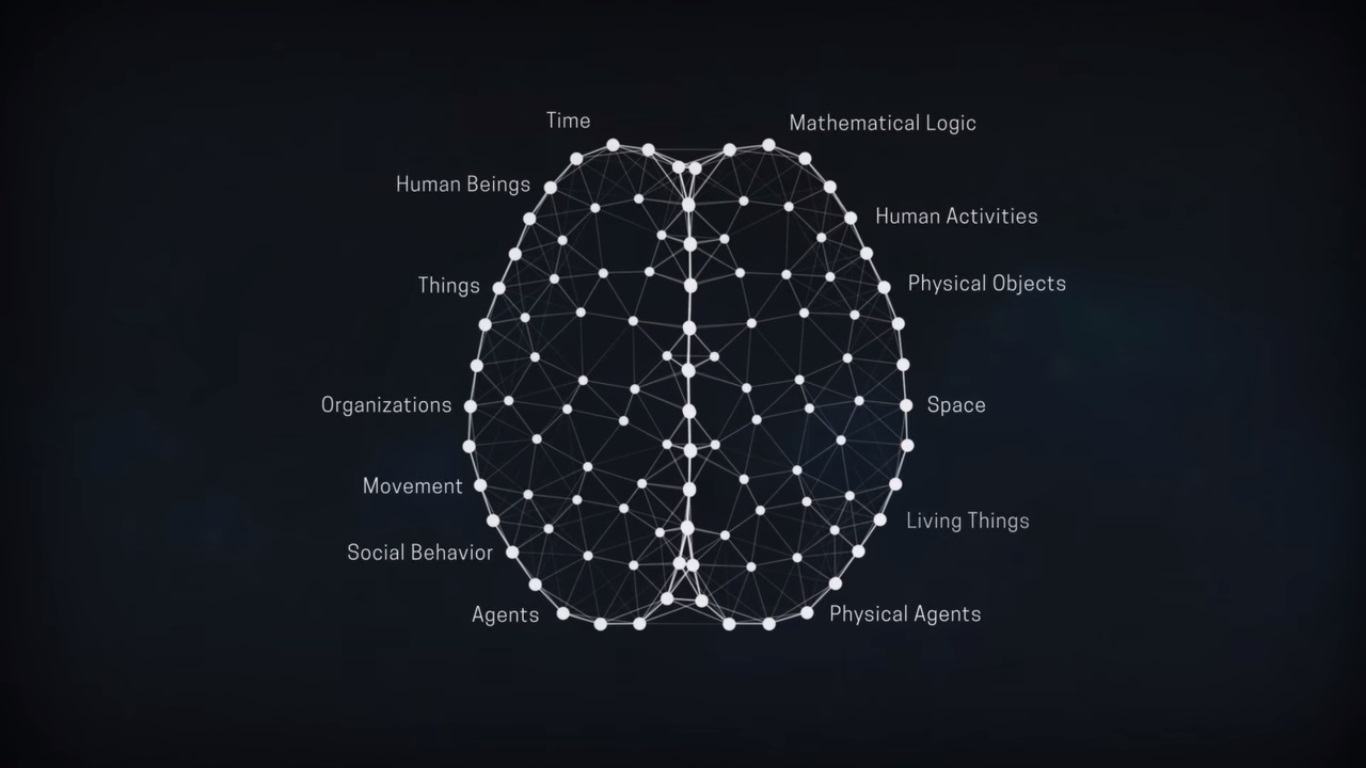 Time
Mathematical Logic
Human Beings
Human Activities
Things
Physical Objects
Organizations
Space
Movement
Living Things
Social Behavior
Agents
Physical Agents